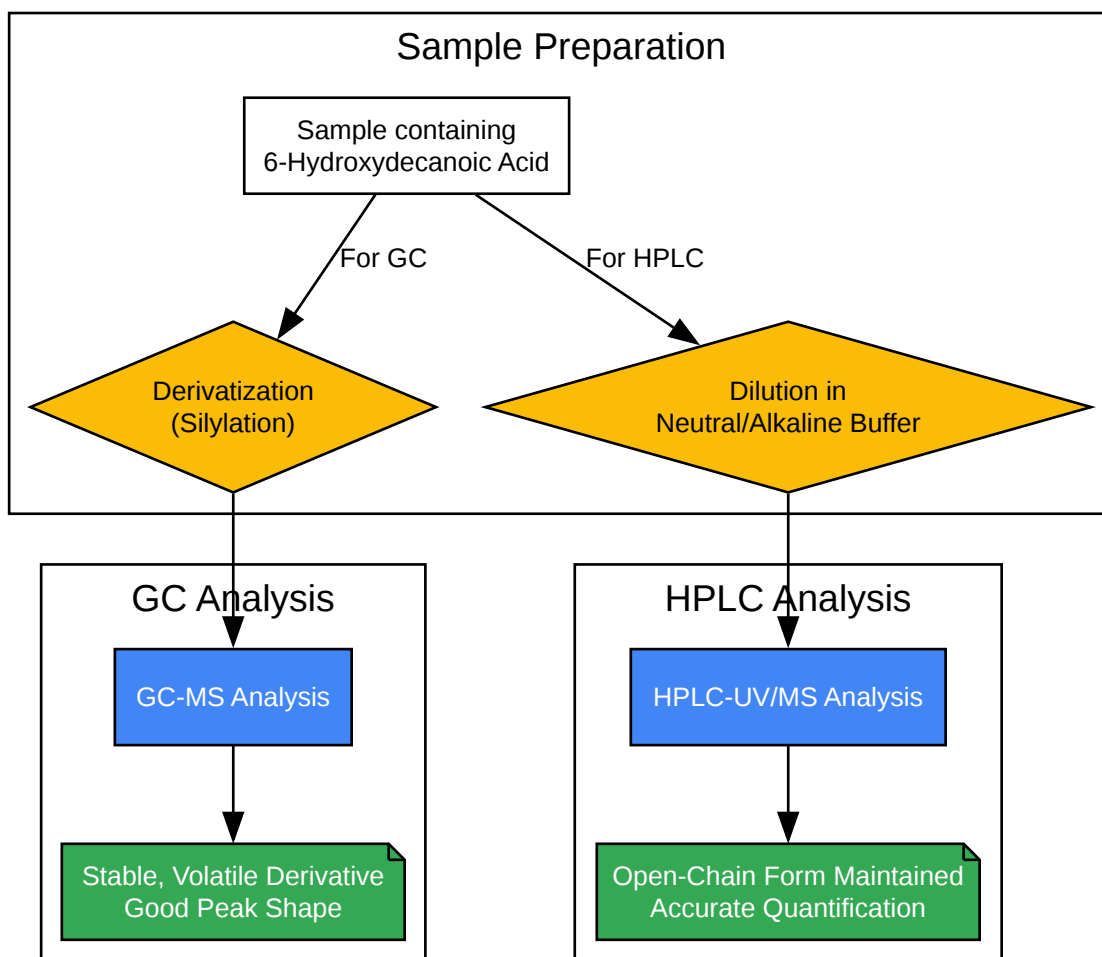 Sample Preparation
Sample containing
6-Hydroxydecanoic Acid
For GC
For HPLC
Derivatization
(Silylation)
Dilution in
Neutral/Alkaline Buffer
GC Analysis
HPLC Analysis
GC-MS Analysis
HPLC-UV/MS Analysis
Stable, Volatile Derivative
Good Peak Shape
Open-Chain Form Maintained
Accurate Quantification